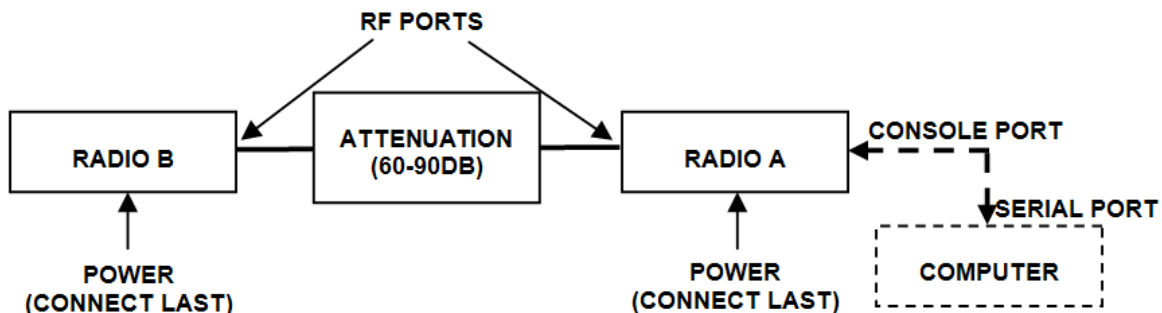 RF PORTS
RADIO B
ATTENUATION
(60-90DB)
RADIO A
CONSOLE PORT
SERIAL PORT
COMPUTER
POWER
(CONNECT LAST)
POWER
(CONNECT LAST)